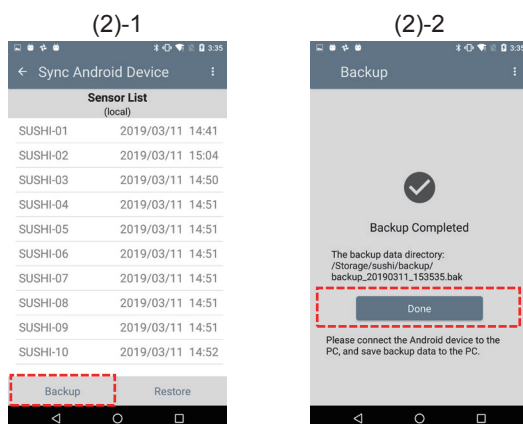 (2)-1
3:35
← Sync Android Device
Sensor List
(local)
SUSHI-01 2019/03/11 14:41
SUSHI-02 2019/03/11 15:04
SUSHI-03 2019/03/11 14:50
SUSHI-04 2019/03/11 14:51
SUSHI-05 2019/03/11 14:51
SUSHI-06 2019/03/11 14:51
SUSHI-07 2019/03/11 14:51
SUSHI-08 2019/03/11 14:51
SUSHI-09 2019/03/11 14:51
SUSHI-10 2019/03/11 14:52
Backup Restore
(2)-2
3:35
Backup
Backup Completed
The backup data directory:
/Storage/sushi/backup/
backup_20190311_153535.bak
Done
Please connect the Android device to the
PC, and save backup data to the PC.